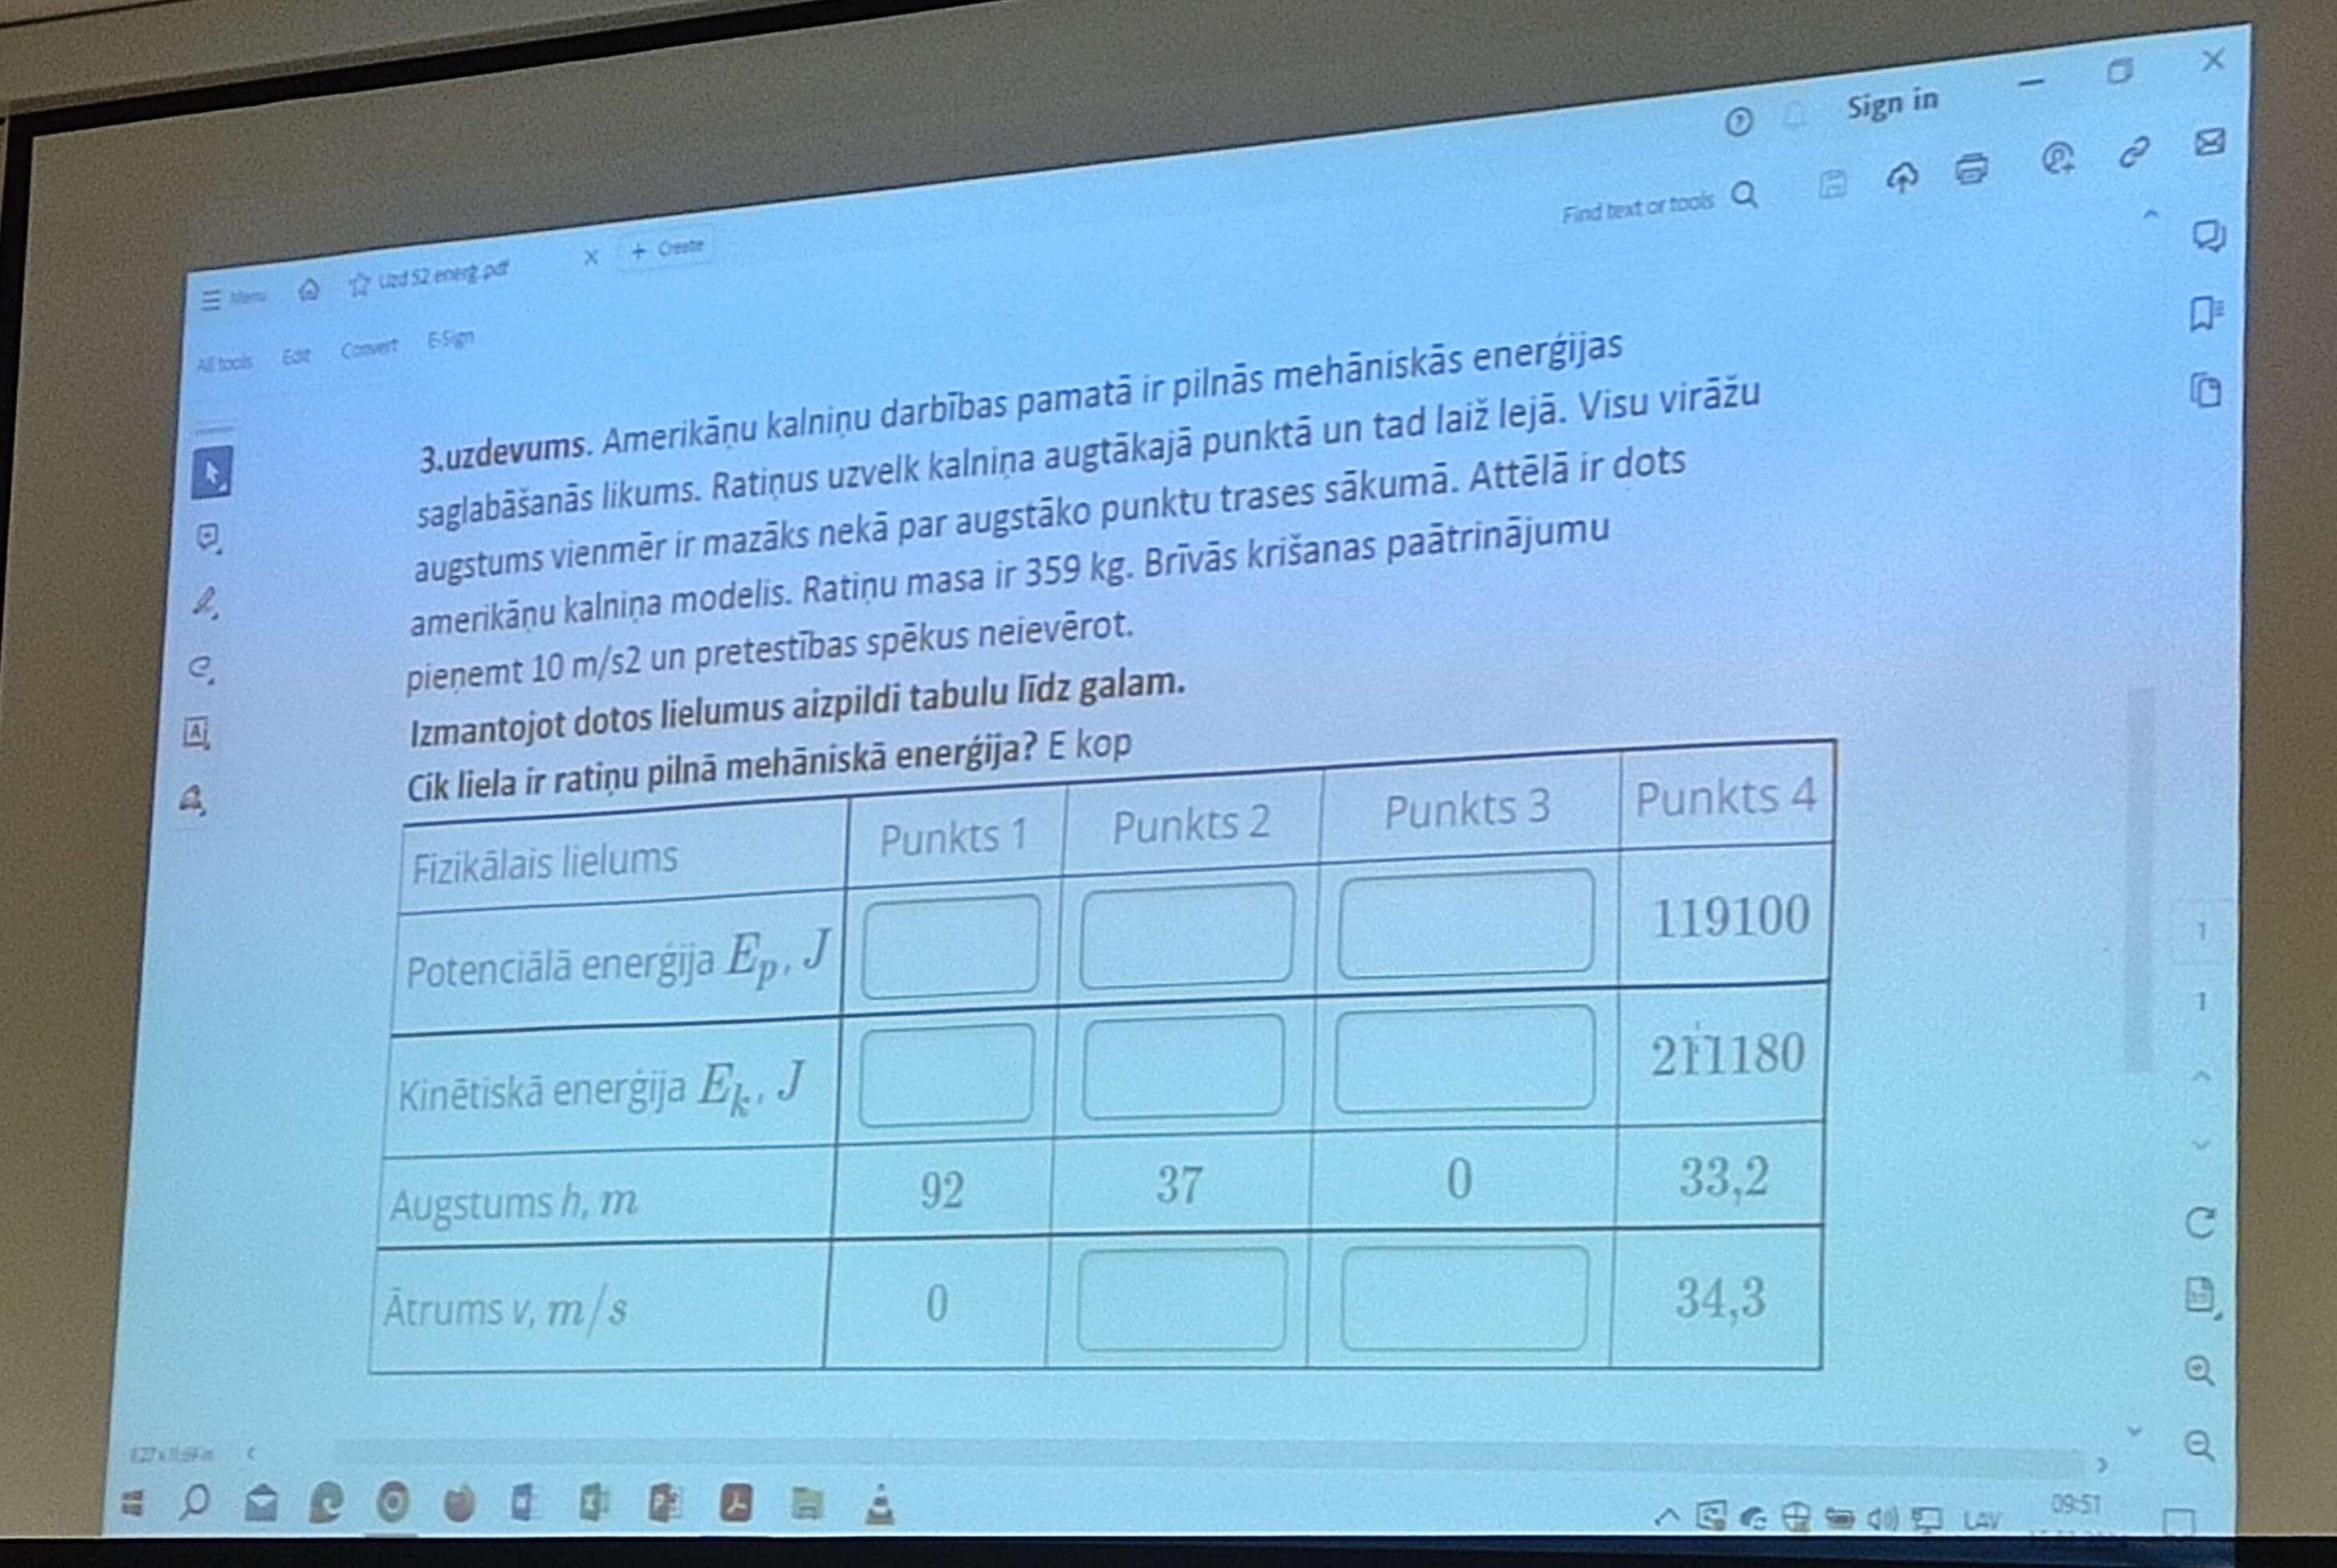 Sign in
Find text or tools
Menu
Uzd 52 energ.pdf
+ Create
All tools Edit Convert E-Sign
3.uzdevums. Amerikāņu kalniņu darbības pamatā ir pilnās mehāniskās enerģijas
saglabāšanās likums. Ratiņus uzvelk kalniņa augtākajā punktā un tad laiž lejā. Visu virāžu
augstums vienmēr ir mazāks nekā par augstāko punktu trases sākumā. Attēlā ir dots
amerikāņu kalniņa modelis. Ratiņu masa ir 359 kg. Brīvās krišanas paātrinājumu
pieņemt 10 m/s2 un pretestības spēkus neievērot.
Izmantojot dotos lielumus aizpildi tabulu līdz galam.
Cik liela ir ratiņu pilnā mehāniskā enerģija? E kop
Fizikālais lielums Punkts 1 Punkts 2 Punkts 3 Punkts 4
Potenciālā enerģija Ep, J 119100
Kinētiskā enerģija Ek, J 211180
Augstums h, m 92 37 0 33,2
Ātrums v, m/s 0 34,3
1
1
LAV
09:51